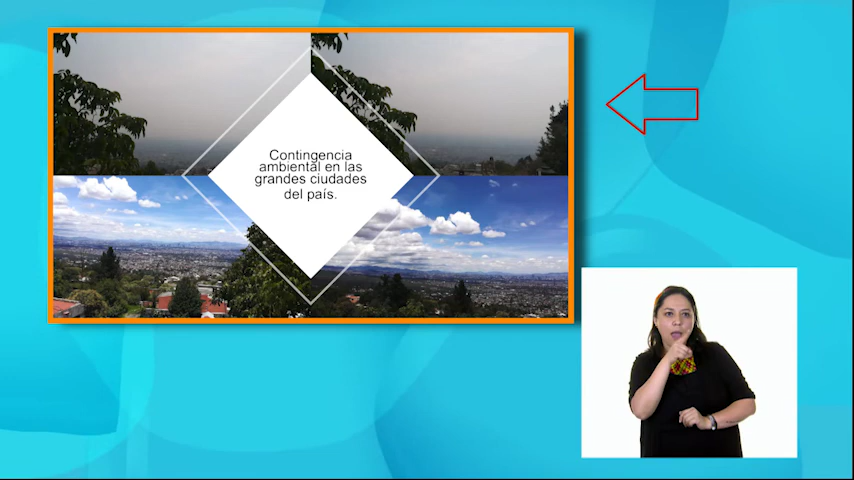 Contingencia
ambiental en las
grandes ciudades
del país.